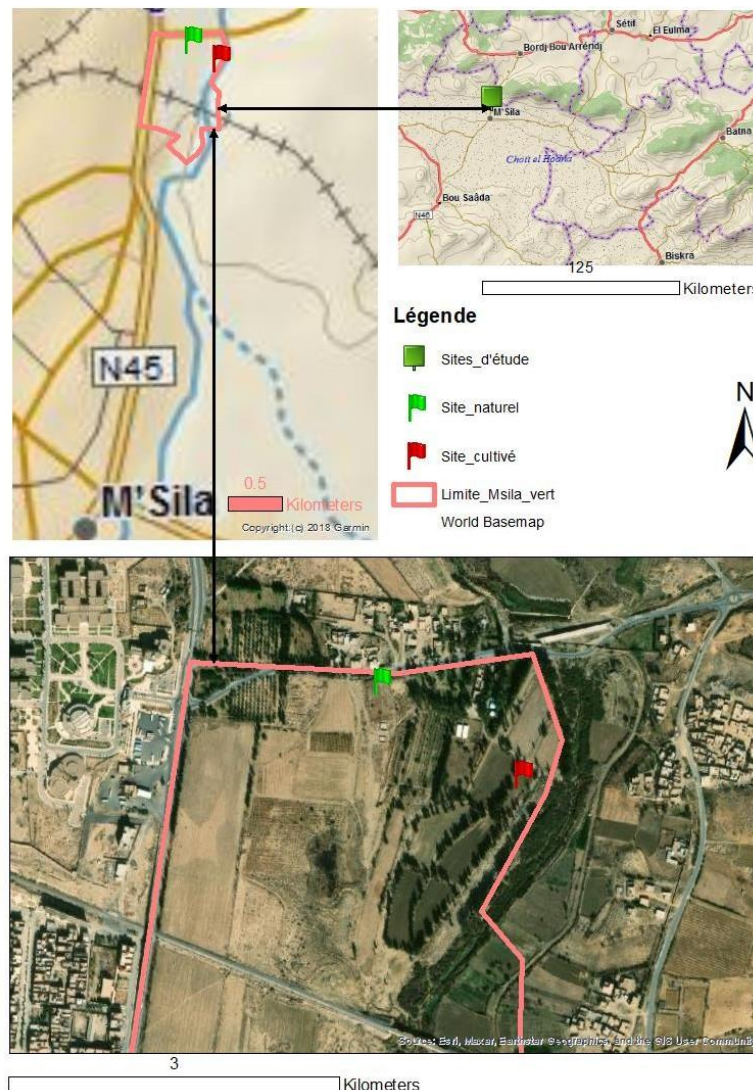 N45
M'Sila
0.5
Kilometers
Copyright:(c) 2018 Garmin
Sétif
El Eulma
Bordj Bou Arréridj
M'Sila
Batna
Chott el Hodna
Bou Saâda
N46
Biskra
125
Kilometers
Légende
Sites_d'étude
Site_naturel
Site_cultivé
Limite_Msila_vert
World Basemap
N
Source: Esri, Maxar, Earthstar Geographics, and the GIS User Communit
3
Kilometers